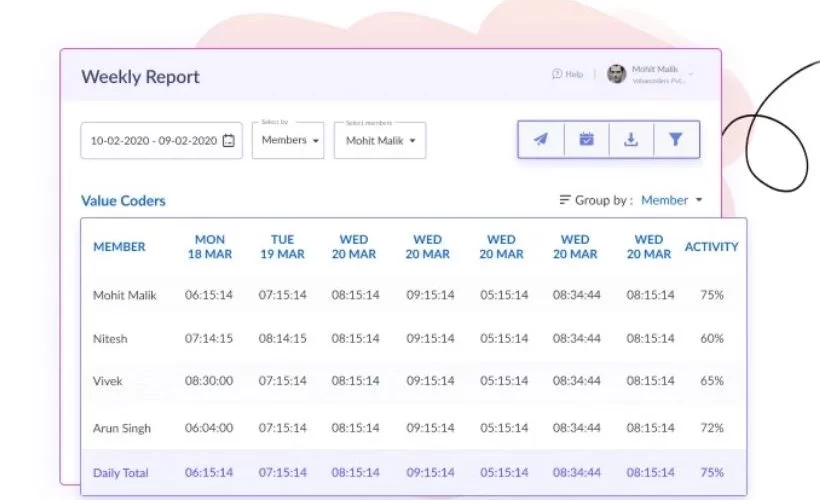 Weekly Report
Help
Mohit Malik
Valuecoders Pvt...
10-02-2020 - 09-02-2020
Select by
Members
Select members
Mohit Malik
Value Coders
Group by : Member
MEMBER MON 18 MAR TUE 19 MAR WED 20 MAR WED 20 MAR WED 20 MAR WED 20 MAR WED 20 MAR ACTIVITY
Mohit Malik 06:15:14 07:15:14 08:15:14 09:15:14 05:15:14 08:34:44 08:15:14 75%
Nitesh 07:14:15 08:14:15 08:15:14 09:15:14 05:15:14 08:34:44 08:15:14 60%
Vivek 08:30:00 07:15:14 08:15:14 09:15:14 05:15:14 08:34:44 08:15:14 65%
Arun Singh 06:04:00 07:15:14 08:15:14 09:15:14 05:15:14 08:34:44 08:15:14 72%
Daily Total 06:15:14 07:15:14 08:15:14 09:15:14 05:15:14 08:34:44 08:15:14 75%